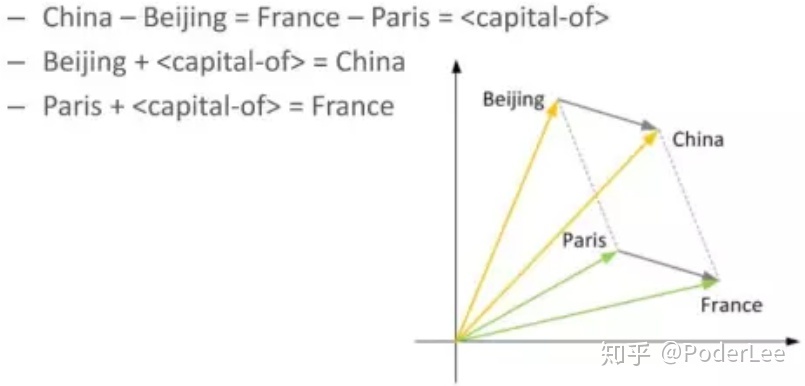 – China – Beijing = France – Paris = <capital-of>
– Beijing + <capital-of> = China
– Paris + <capital-of> = France
Beijing
China
Paris
France
知乎 @PoderLee